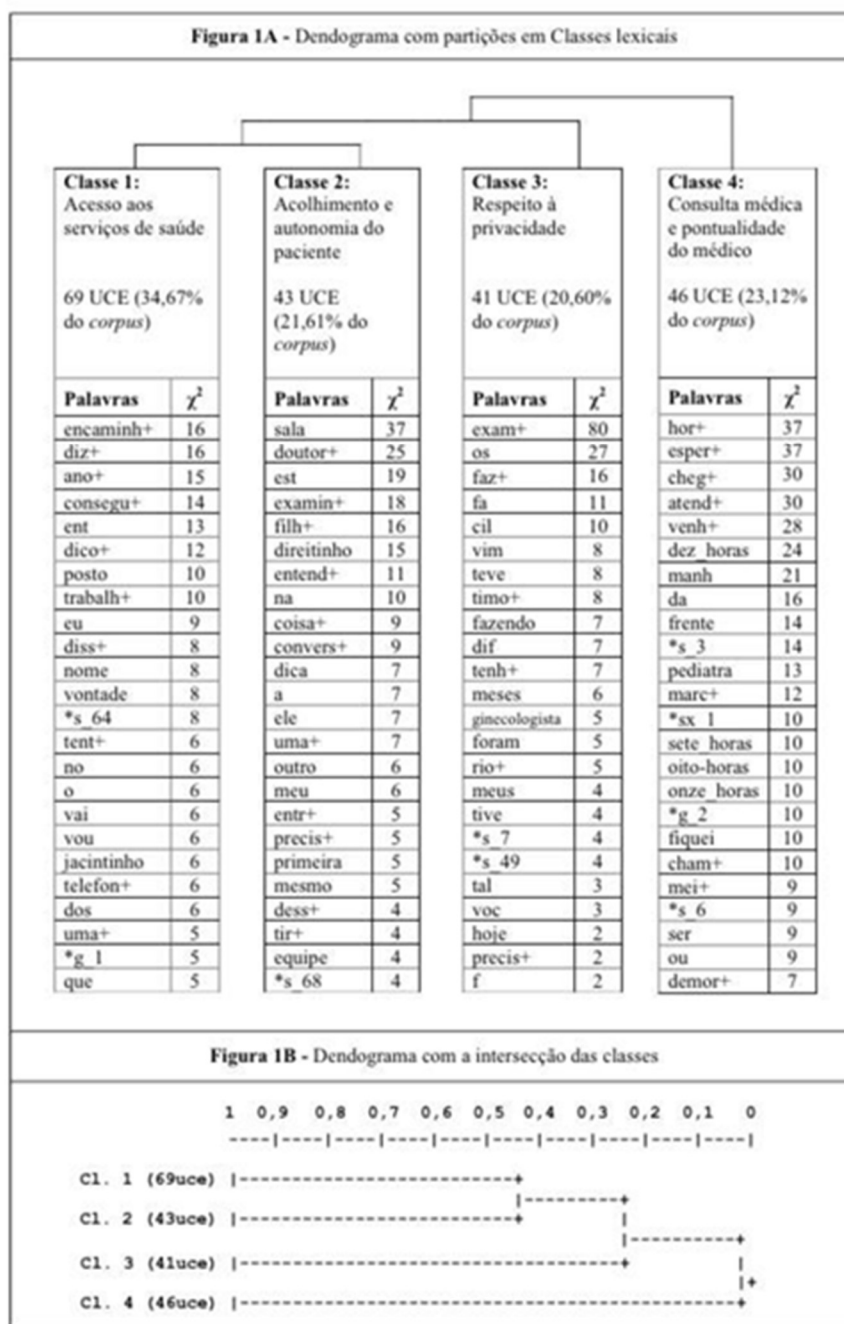 Figura 1A - Dendograma com partições em Classes lexicais
Classe 1:
Acesso aos
serviços de saúde
69 UCE (34,67%
do corpus)
Palavras χ²
encaminh+ 16
diz+ 16
ano+ 15
consegu+ 14
ent 13
dico+ 12
posto 10
trabalh+ 10
eu 9
diss+ 8
nome 8
vontade 8
*s_64 8
tent+ 6
no 6
o 6
vai 6
vou 6
jacintinho 6
telefon+ 6
dos 6
uma+ 5
*g_1 5
que 5
Classe 2:
Acolhimento e
autonomia do
paciente
43 UCE
(21,61% do
corpus)
Palavras χ²
sala 37
doutor+ 25
est 19
examin+ 18
filh+ 16
direitinho 15
entend+ 11
na 10
coisa+ 9
convers+ 9
dica 7
a 7
ele 7
uma+ 7
outro 6
meu 6
entr+ 5
precis+ 5
primeira 5
mesmo 5
dess+ 4
tir+ 4
equipe 4
*s_68 4
Classe 3:
Respeito à
privacidade
41 UCE (20,60%
do corpus)
Palavras χ²
exam+ 80
os 27
faz+ 16
fa 11
cil 10
vim 8
teve 8
timo+ 8
fazendo 7
dif 7
tenh+ 7
meses 6
ginecologista 5
foram 5
rio+ 5
meus 4
tive 4
*s_7 4
*s_49 4
tal 3
voc 3
hoje 2
precis+ 2
f 2
Classe 4:
Consulta médica
e pontualidade
do médico
46 UCE (23,12%
do corpus)
Palavras χ²
hor+ 37
esper+ 37
cheg+ 30
atend+ 30
venh+ 28
dez_horas 24
manh 21
da 16
frente 14
*s_3 14
pediatra 13
marc+ 12
*sx_1 10
sete_horas 10
oito-horas 10
onze_horas 10
*g_2 10
fiquei 10
cham+ 10
mei+ 9
*s_6 9
ser 9
ou 9
demor+ 7
Figura 1B - Dendograma com a intersecção das classes
1 0,9 0,8 0,7 0,6 0,5 0,4 0,3 0,2 0,1 0
Cl. 1 (69uce)
Cl. 2 (43uce)
Cl. 3 (41uce)
Cl. 4 (46uce)